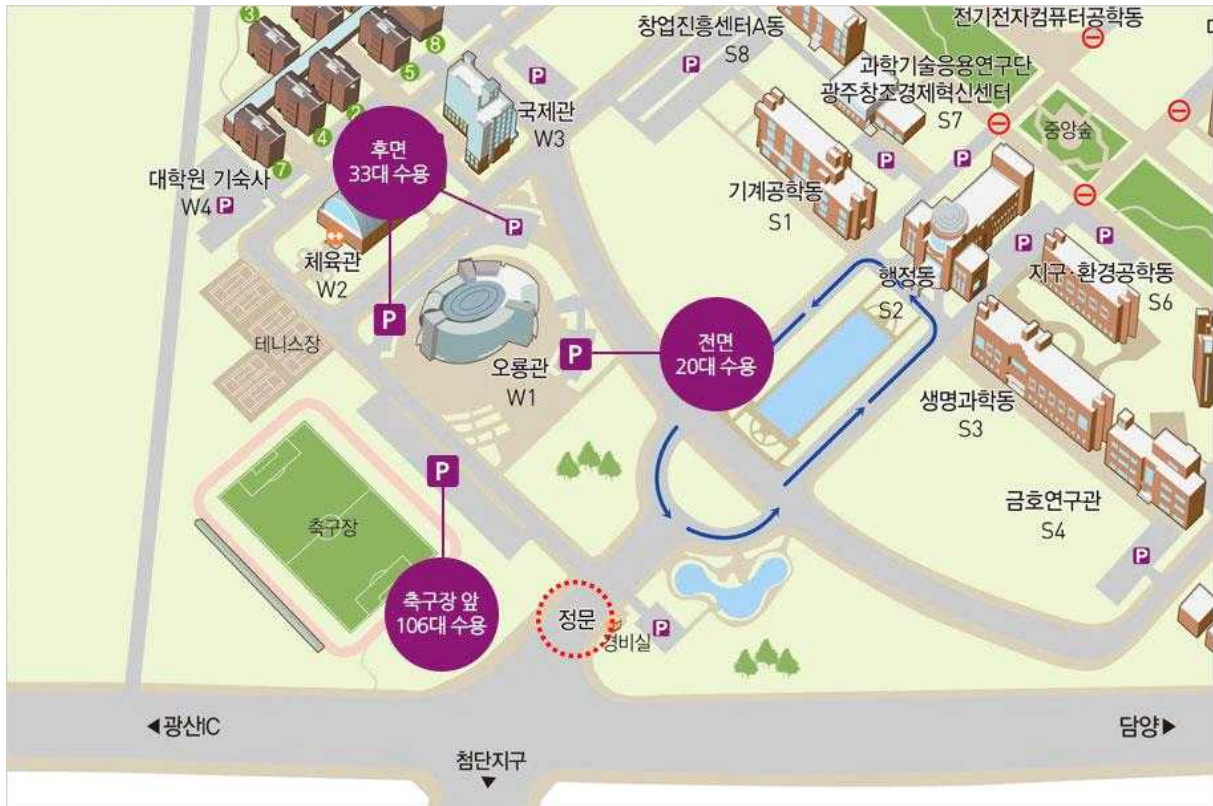 3
8
5
2
4
7
P
창업진흥센터A동
S8
P
전기전자컴퓨터공학동
과학기술응용연구단
광주창조경제혁신센터
S7
중앙숲
국제관
W3
후면
33대 수용
대학원 기숙사
W4 P
P
체육관
W2
P
기계공학동
S1
P
P
행정동
S2
P
P
지구·환경공학동
S6
테니스장
오룡관
W1
P
전면
20대 수용
생명과학동
S3
P
축구장
축구장 앞
106대 수용
정문
경비실
P
금호연구관
S4
P
◀광산IC
담양▶
첨단지구
▼